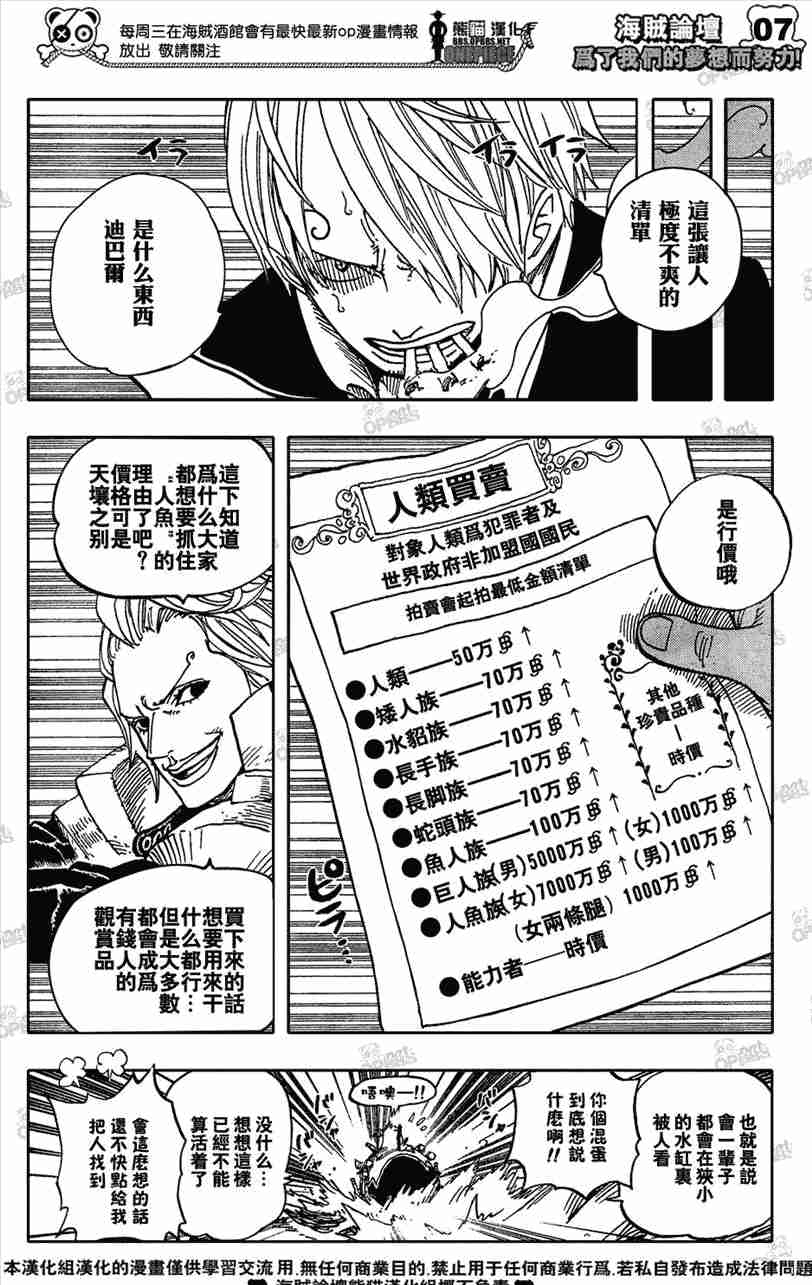 每周三在海贼酒館會有最快最新op漫畫情報
放出 敬請關注
熊貓 漢化
BBS.OPBBS.NET
ONEPIECE
海賊論壇
爲了我們的夢想而努力!
07
這張讓人
極度不爽的
清單
イラ
イラ
是什么東西
迪巴爾
是行價哦
人類買賣
對象人類爲犯罪者及
世界政府非加盟國國民
拍賣會起拍最低金額清單
●人類——50万฿↑
●矮人族——70万฿↑
●水貂族——70万฿↑
●長手族——70万฿↑
●長脚族——70万฿↑
●蛇頭族——70万฿↑
●魚人族——100万฿↑
●巨人族(男)5000万฿↑(女)1000万฿↑
●人魚族(女)7000万฿↑(男)100万฿↑
(女兩條腿) 1000万฿↑
●能力者—時價
其他
珍貴品種
—
時價
ピラ…
這下知道
爲什么大家
都想要抓住
“人魚”的
理由了吧?
價格可是
天壤之别
買下來的話
想要用來干
什么都行…
但是大多數
都會成爲
有錢人的
觀賞品
也就是說
會一輩子
都會在狹小
的水缸裏
被人看
你個混蛋
到底想說
什麽啊!!
唔噢—!!
没什么…
想想這樣
已經不能
算活着了
會這麽想的話
還不快點給我
把人找到
本漢化組漢化的漫畫僅供學習交流用.無任何商業目的.禁止用于任何商業行爲.若私自發布造成法律問題